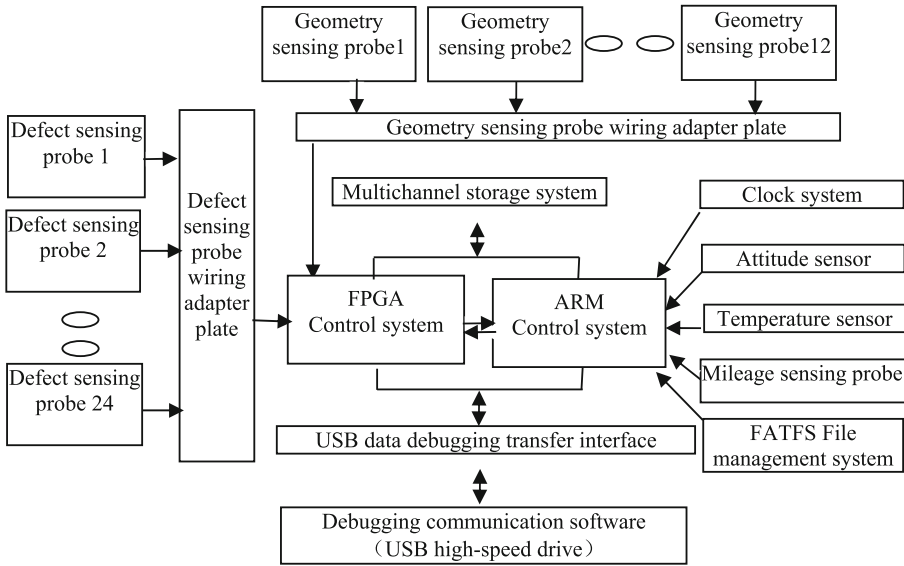 Geometry
sensing probe1
Geometry
sensing probe2
Geometry
sensing probe12
Geometry sensing probe wiring adapter plate
Defect sensing
probe 1
Defect sensing
probe 2
Defect sensing
probe 24
Defect
sensing
probe
wiring
adapter
plate
Multichannel storage system
FPGA
Control system
ARM
Control system
Clock system
Attitude sensor
Temperature sensor
Mileage sensing probe
FATFS File
management system
USB data debugging transfer interface
Debugging communication software
（USB high-speed drive）